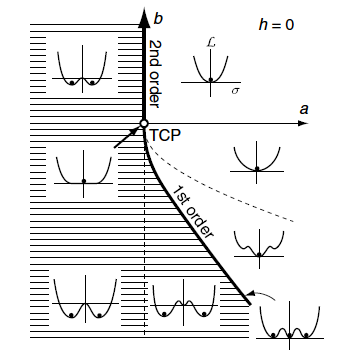 b
h = 0
2nd order
ℒ
σ
a
TCP
1st order